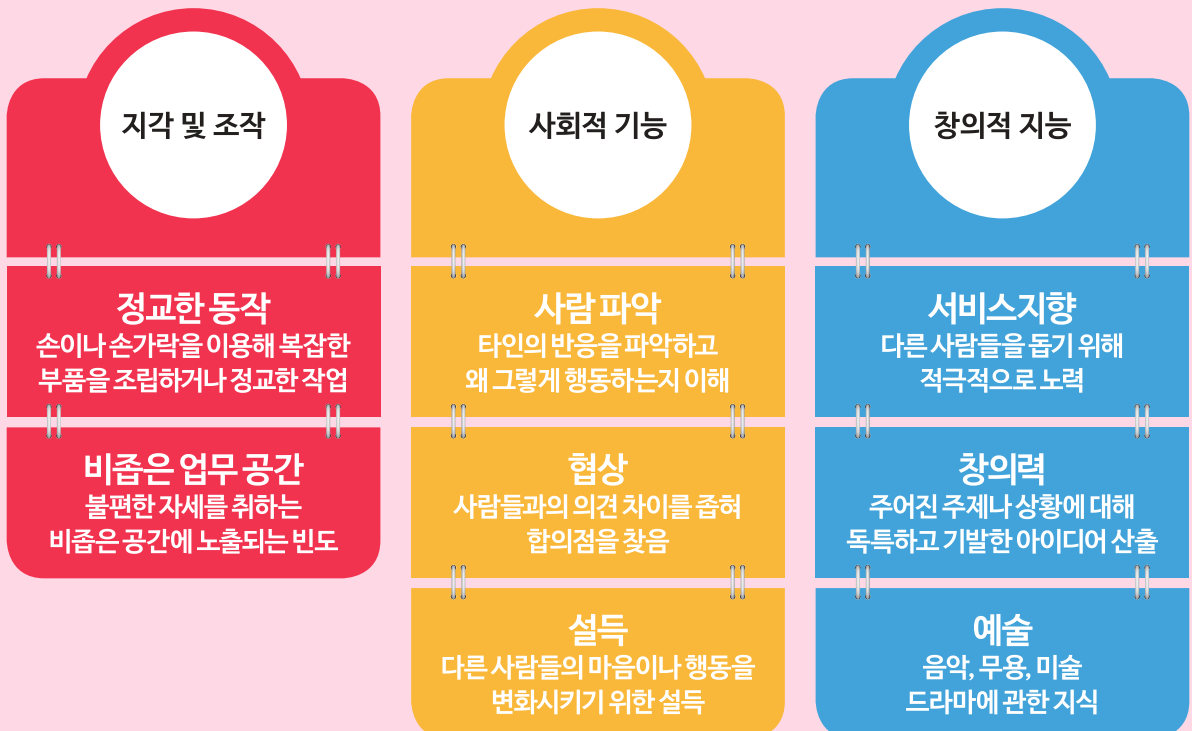 지각 및 조작
정교한 동작
손이나 손가락을 이용해 복잡한
부품을 조립하거나 정교한 작업
비좁은 업무 공간
불편한 자세를 취하는
비좁은 공간에 노출되는 빈도
사회적 기능
사람 파악
타인의 반응을 파악하고
왜 그렇게 행동하는지 이해
협상
사람들과의 의견 차이를 좁혀
합의점을 찾음
설득
다른 사람들의 마음이나 행동을
변화시키기 위한 설득
창의적 지능
서비스지향
다른 사람들을 돕기 위해
적극적으로 노력
창의력
주어진 주제나 상황에 대해
독특하고 기발한 아이디어 산출
예술
음악, 무용, 미술
드라마에 관한 지식